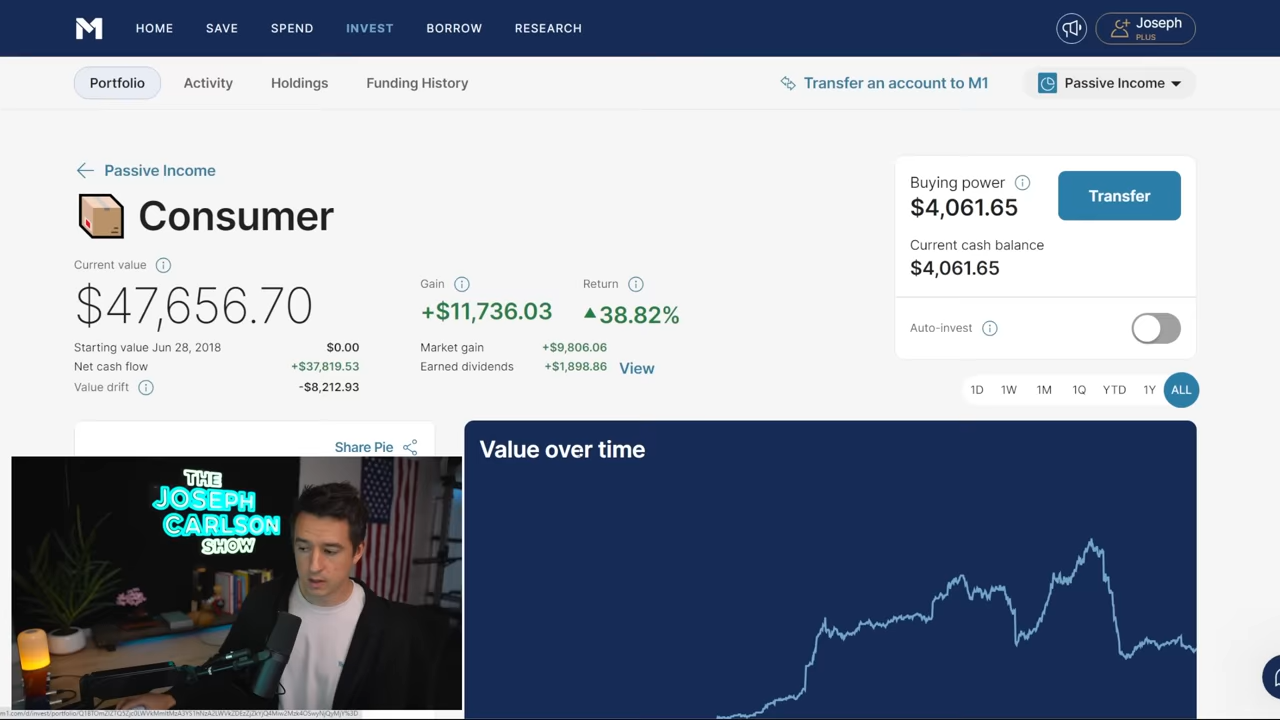 HOME SAVE SPEND INVEST BORROW RESEARCH
Joseph
PLUS
Portfolio Activity Holdings Funding History Transfer an account to M1 Passive Income
Passive Income
Consumer
Current value
$47,656.70
Starting value Jun 28, 2018 $0.00
Net cash flow +$37,819.53
Value drift -$8,212.93
Gain
+$11,736.03
Return
38.82%
Market gain +$9,806.06
Earned dividends +$1,898.86 View
Buying power
$4,061.65
Transfer
Current cash balance
$4,061.65
Auto-invest
1D 1W 1M 1Q YTD 1Y ALL
Share Pie
Value over time
THE
JOSEPH
CARLSON
SHOW